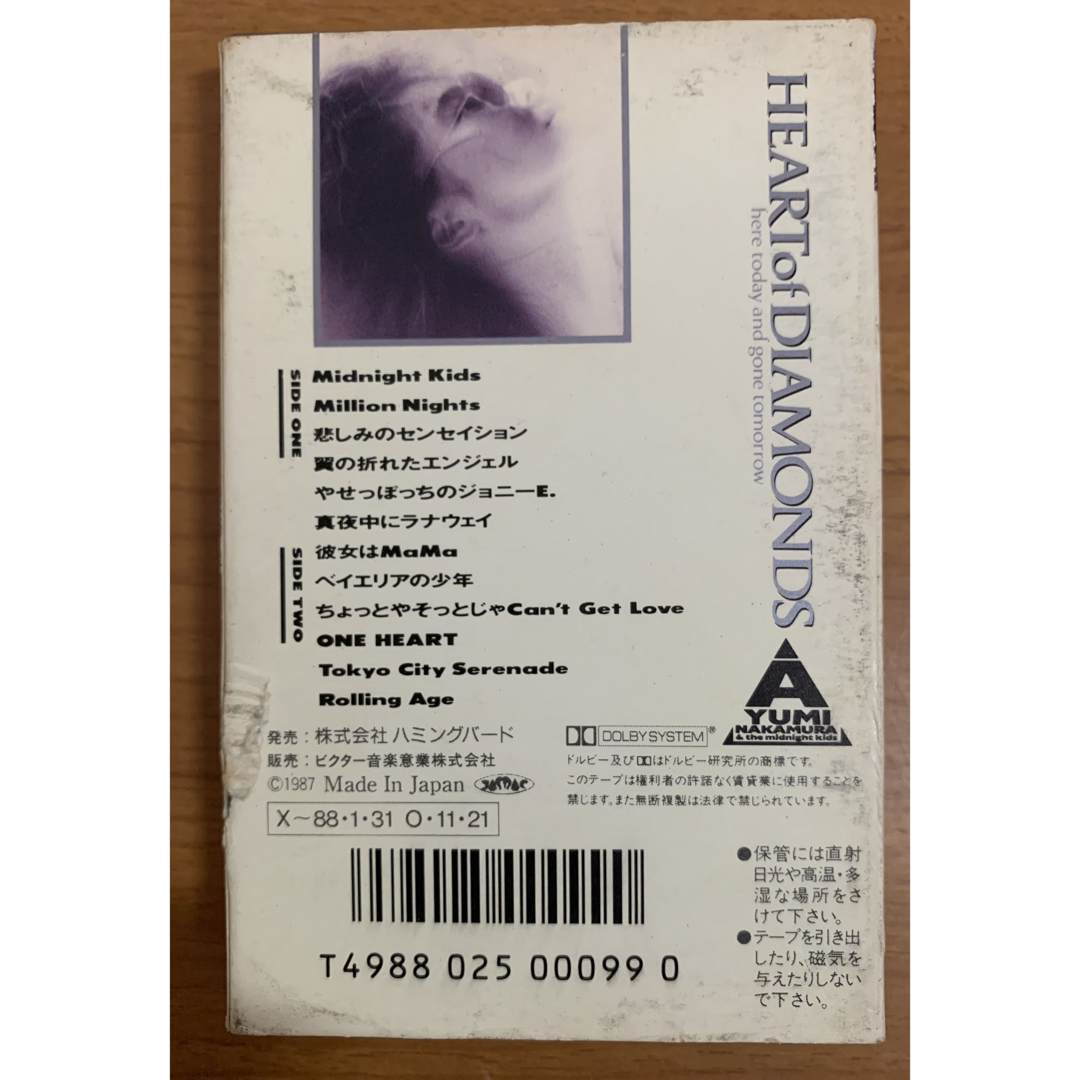 HEART of DIAMONDS
here today and gone tomorrow
SIDE ONE
Midnight Kids
Million Nights
悲しみのセンセイション
翼の折れたエンジェル
やせっぽっちのジョニーE.
真夜中にラナウェイ
SIDE TWO
彼女はMaMa
ベイエリアの少年
ちょっとやそっとじゃCan't Get Love
ONE HEART
Tokyo City Serenade
Rolling Age
A
YUMI
NAKAMURA
& the midnight kids
発売：株式会社 ハミングバード
販売：ビクター音楽産業株式会社
©1987 Made In Japan JASRAC
X～88・1・31 O・11・21
DOLBY SYSTEM®
ドルビー及びDDはドルビー研究所の商標です。
このテープは権利者の許諾なく賃貸業に使用することを
禁じます。また無断複製は法律で禁じられています。
T4988 025 00099 0
●保管には直射
日光や高温・多
湿な場所をさ
けて下さい。
●テープを引き出
したり、磁気を
与えたりしない
で下さい。